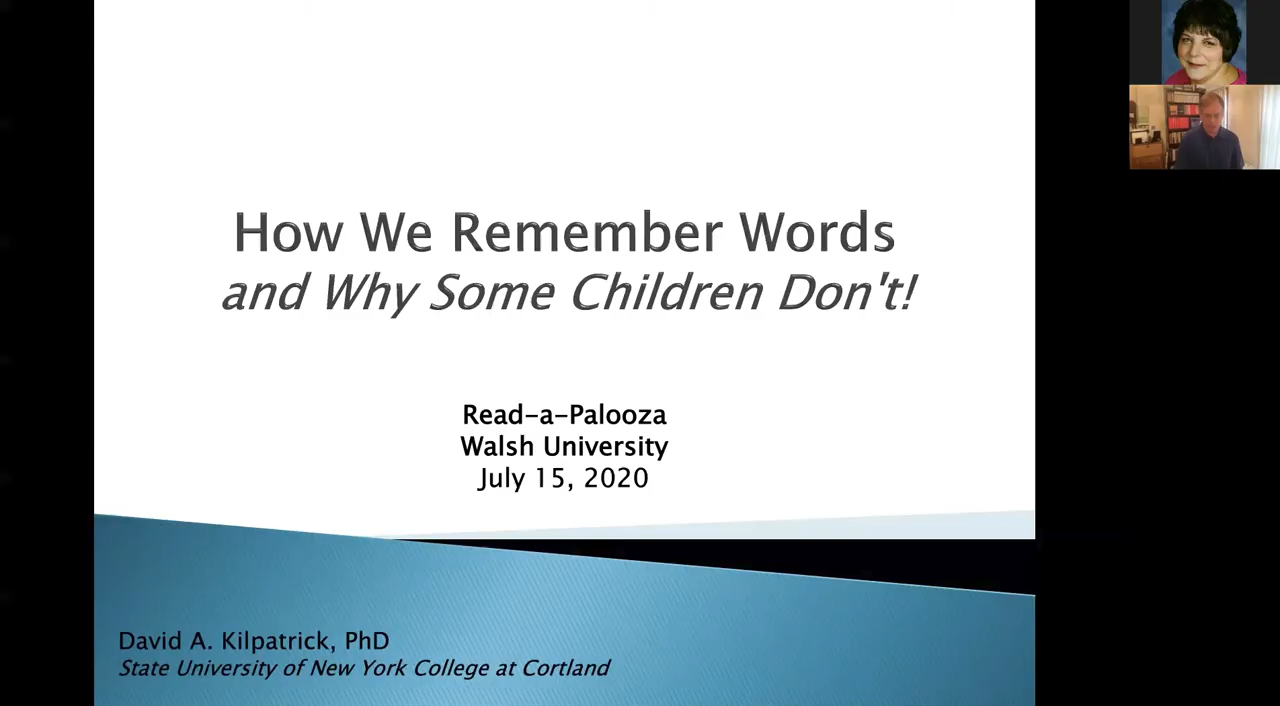 How We Remember Words
and Why Some Children Don't!
Read-a-Palooza
Walsh University
July 15, 2020
David A. Kilpatrick, PhD
State University of New York College at Cortland